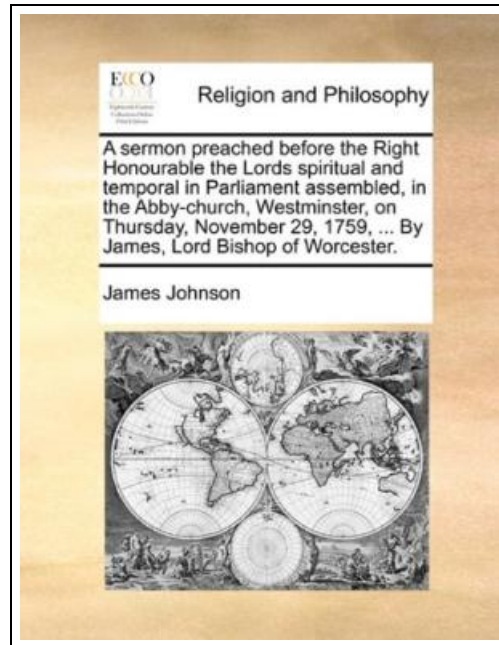 ECCO
Religion and Philosophy
A sermon preached before the Right
Honourable the Lords spiritual and
temporal in Parliament assembled, in
the Abby-church, Westminster, on
Thursday, November 29, 1759, ... By
James, Lord Bishop of Worcester.
James Johnson